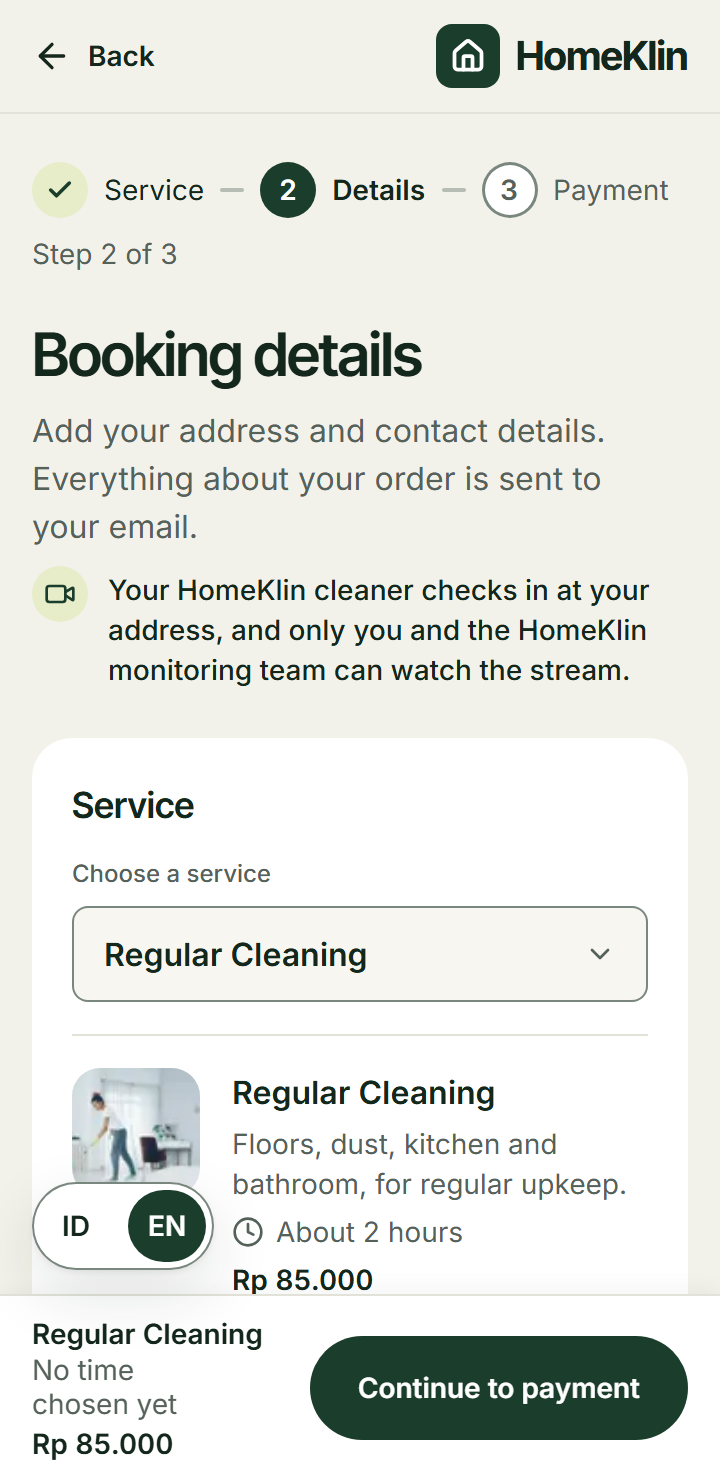 Back
HomeKlin
Service
2
Details
3
Payment
Step 2 of 3
Booking details
Add your address and contact details.
Everything about your order is sent to
your email.
Your HomeKlin cleaner checks in at your
address, and only you and the HomeKlin
monitoring team can watch the stream.
Service
Choose a service
Regular Cleaning
Regular Cleaning
Floors, dust, kitchen and
bathroom, for regular upkeep.
About 2 hours
Rp 85.000
ID
EN
Regular Cleaning
No time
chosen yet
Rp 85.000
Continue to payment